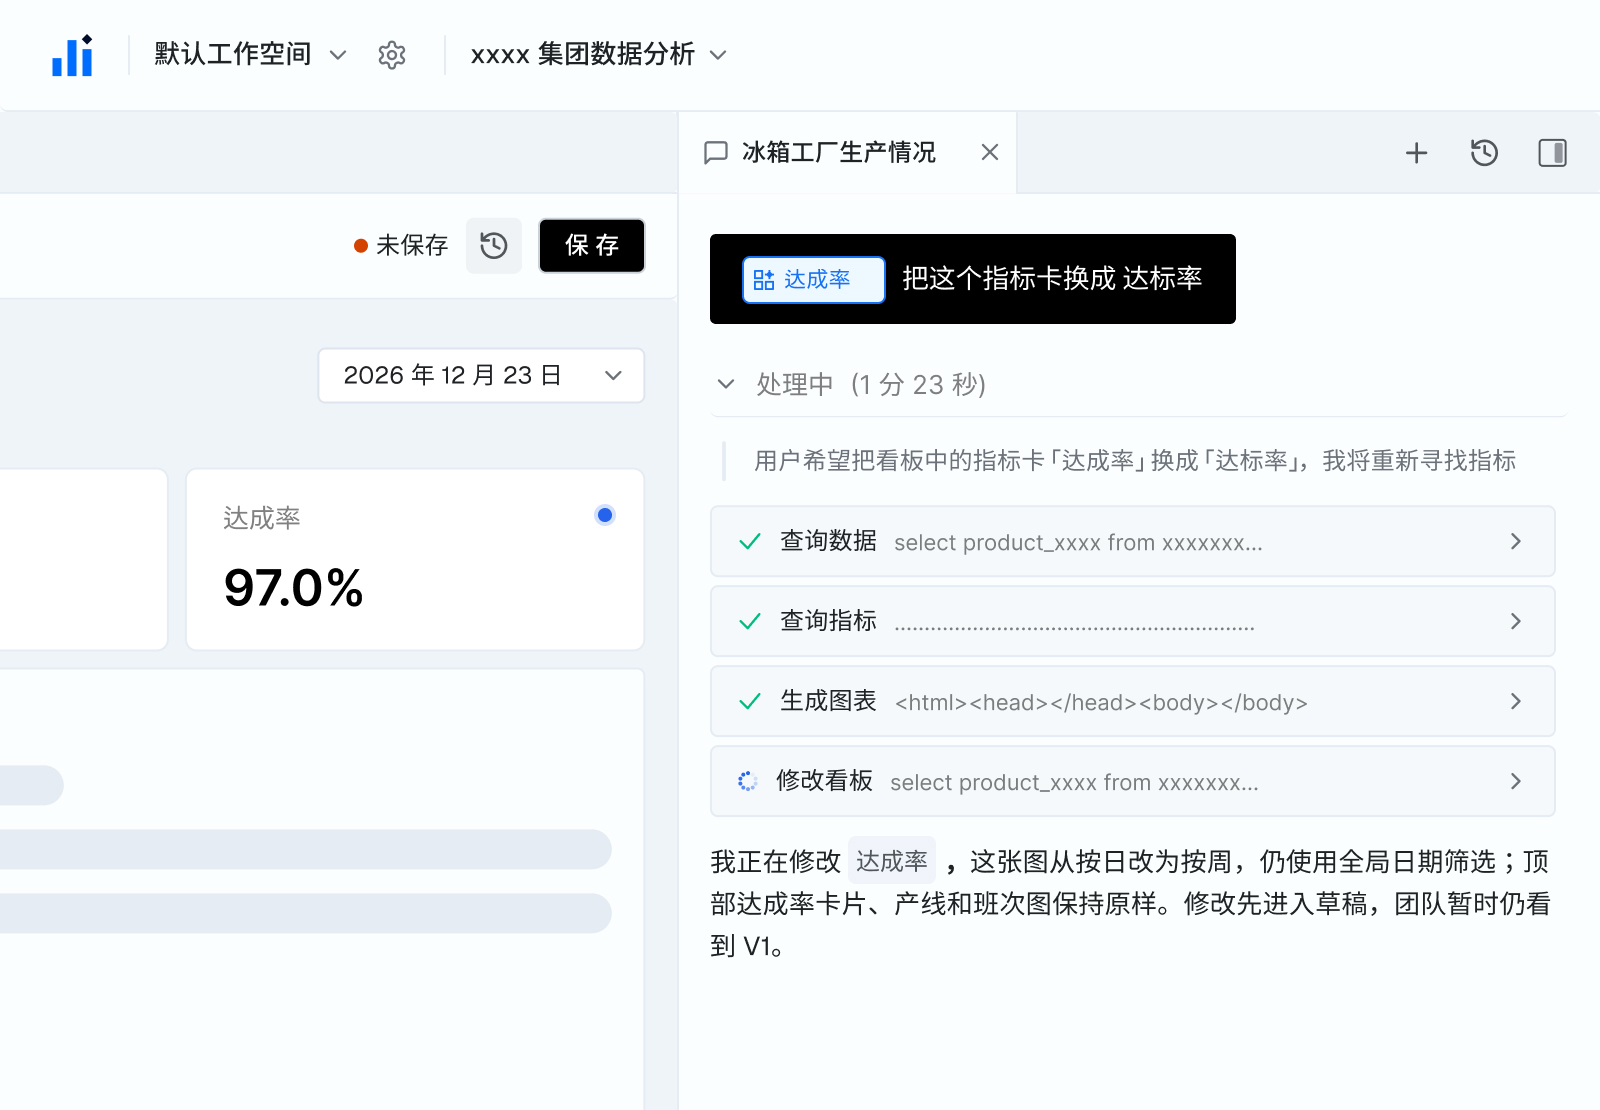 默认工作空间
xxxx 集团数据分析
冰箱工厂生产情况
未保存
保 存
2026 年 12 月 23 日
达成率
97.0%
达成率 把这个指标卡换成 达标率
处理中 (1 分 23 秒)
用户希望把看板中的指标卡「达成率」换成「达标率」，我将重新寻找指标
查询数据 select product_xxxx from xxxxxxx...
查询指标 ............................................................
生成图表 <html><head></head><body></body>
修改看板 select product_xxxx from xxxxxxx...
我正在修改 达成率 ，这张图从按日改为按周，仍使用全局日期筛选；顶
部达成率卡片、产线和班次图保持原样。修改先进入草稿，团队暂时仍看
到 V1。